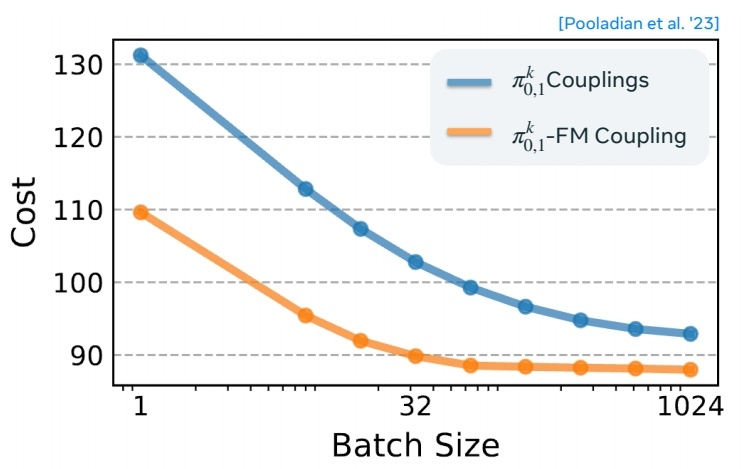 [Pooladian et al. '23]
130
120
110
100
90
Cost
π^k_{0,1}Couplings
π^k_{0,1}-FM Coupling
1 32 1024
Batch Size